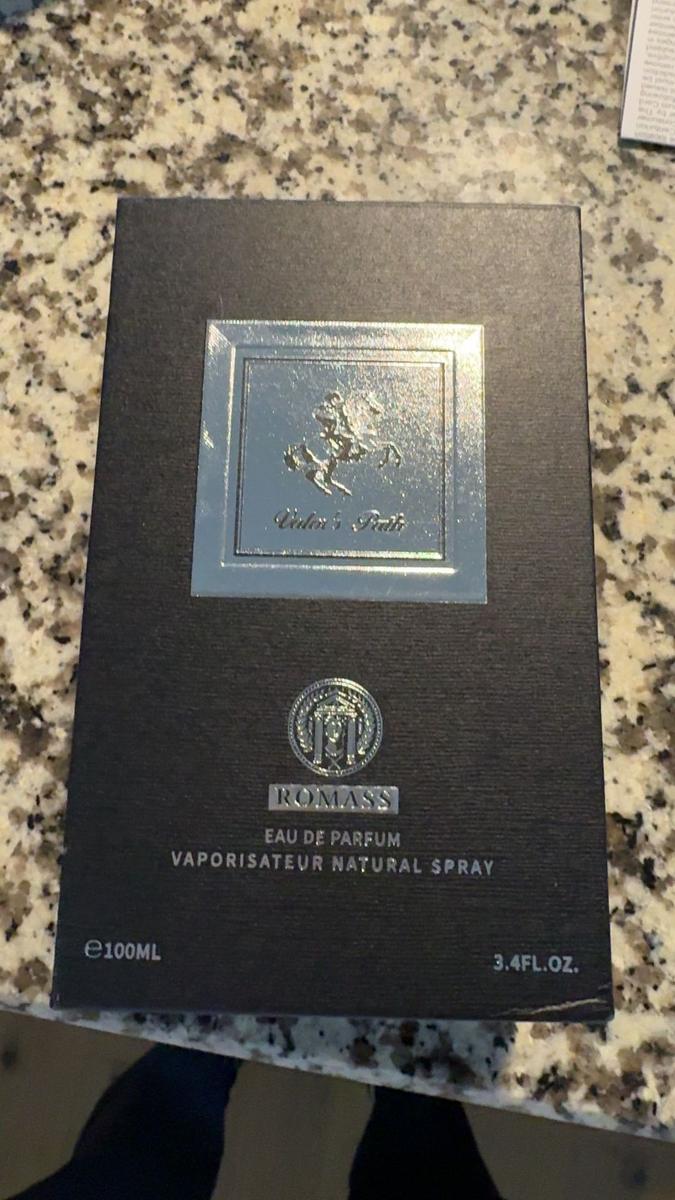 Valor's Path
ROMASS
EAU DE PARFUM
VAPORISATEUR NATURAL SPRAY
℮100ML
3.4FL.OZ.